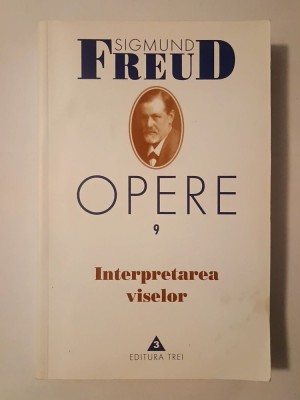 SIGMUND
FREUD
OPERE
9
Interpretarea
viselor
3
EDITURA TREI